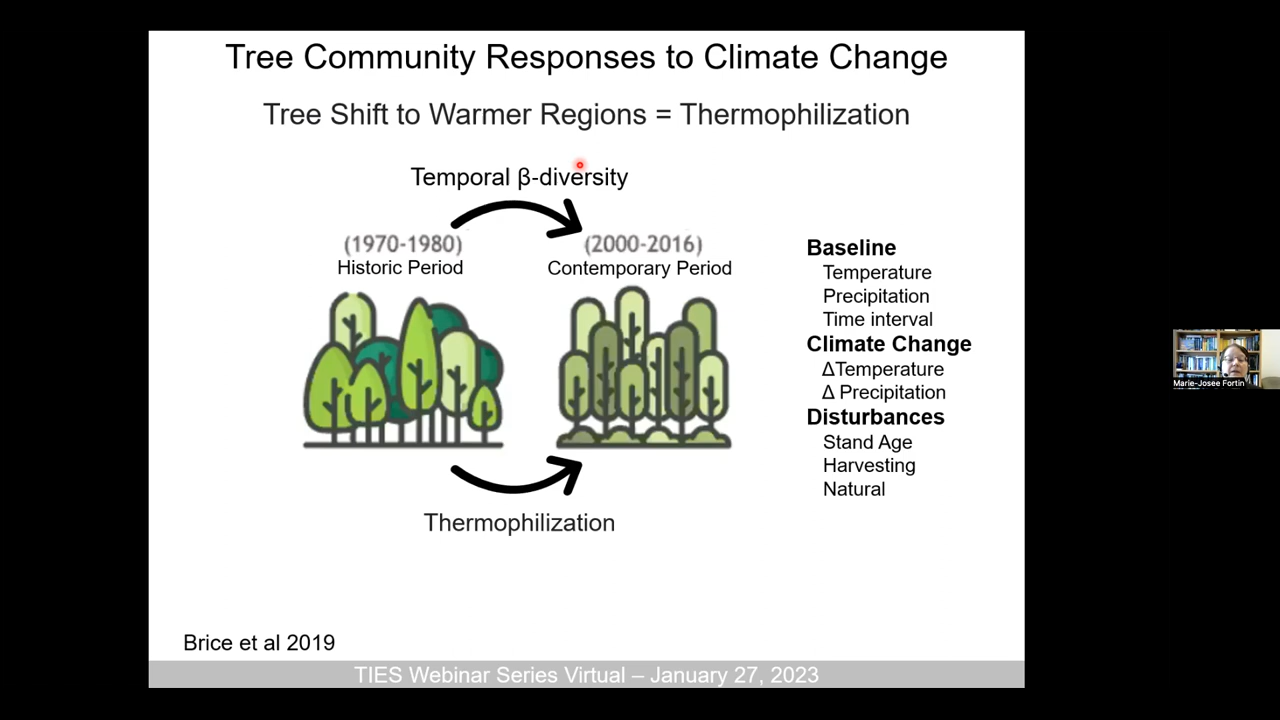 Tree Community Responses to Climate Change
Tree Shift to Warmer Regions = Thermophilization
Temporal β-diversity
(1970-1980)
Historic Period
(2000-2016)
Contemporary Period
Thermophilization
Baseline
Temperature
Precipitation
Time interval
Climate Change
ΔTemperature
Δ Precipitation
Disturbances
Stand Age
Harvesting
Natural
Marie-Josee Fortin
Brice et al 2019
TIES Webinar Series Virtual – January 27, 2023